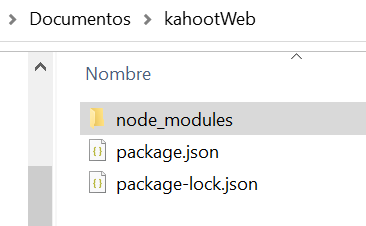 Documentos > kahootWeb
Nombre
node_modules
package.json
package-lock.json